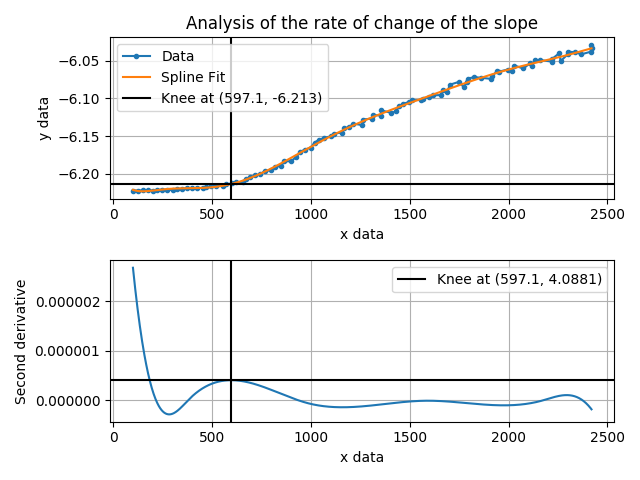 Analysis of the rate of change of the slope
Data
Spline Fit
Knee at (597.1, -6.213)
y data
−6.05
−6.10
−6.15
−6.20
0
500
1000
1500
2000
2500
x data
Knee at (597.1, 4.0881)
Second derivative
0.000002
0.000001
0.000000
0
500
1000
1500
2000
2500
x data